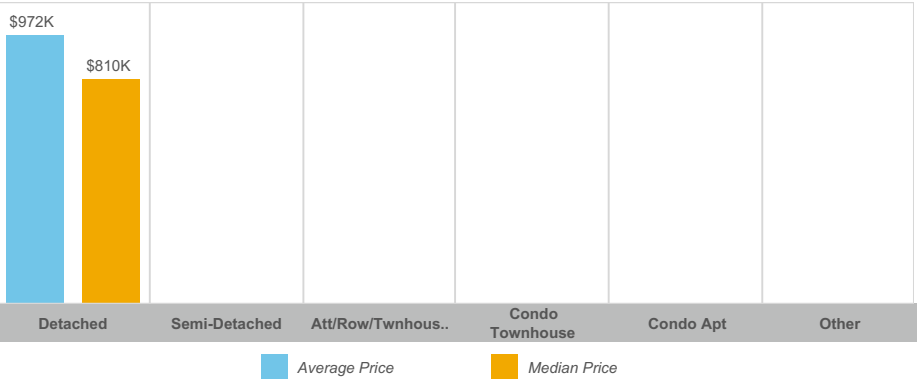 $972K
$810K
Detached
Semi-Detached
Att/Row/Twnhous..
Condo
Townhouse
Condo Apt
Other
Average Price
Median Price